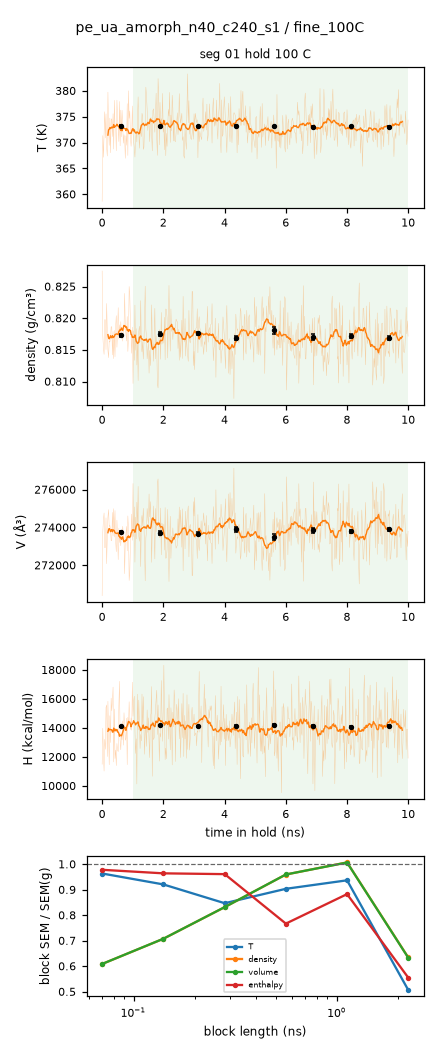 pe_ua_amorph_n40_c240_s1 / fine_100C
seg 01 hold 100 C
T (K)
380
375
370
365
360
0 2 4 6 8 10
density (g/cm³)
0.825
0.820
0.815
0.810
0 2 4 6 8 10
V (Å³)
276000
274000
272000
0 2 4 6 8 10
H (kcal/mol)
18000
16000
14000
12000
10000
0 2 4 6 8 10
time in hold (ns)
block SEM / SEM(g)
1.0
0.9
0.8
0.7
0.6
0.5
T
density
volume
enthalpy
10⁻¹ 10⁰
block length (ns)